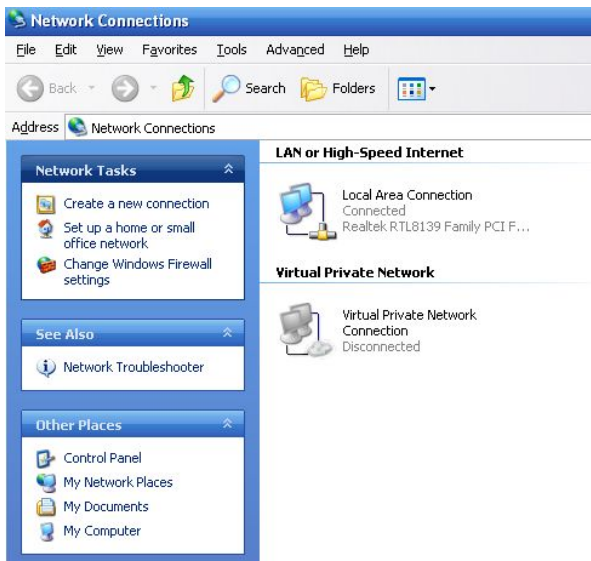 Network Connections
File Edit View Favorites Tools Advanced Help
Back Search Folders
Address Network Connections
Network Tasks
Create a new connection
Set up a home or small
office network
Change Windows Firewall
settings
See Also
Network Troubleshooter
Other Places
Control Panel
My Network Places
My Documents
My Computer
LAN or High-Speed Internet
Local Area Connection
Connected
Realtek RTL8139 Family PCI F...
Virtual Private Network
Virtual Private Network
Connection
Disconnected